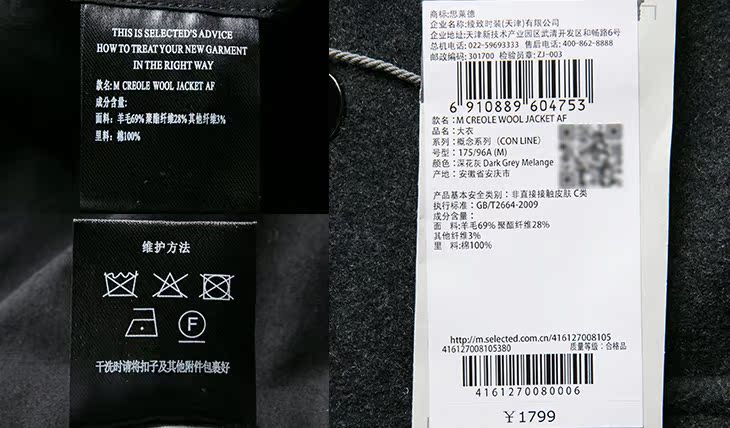 THIS IS SELECTED'S ADVICE
HOW TO TREAT YOUR NEW GARMENT
IN THE RIGHT WAY
款名:M CREOLE WOOL JACKET AF
成分含量:
面料:羊毛69% 聚酯纤维28% 其他纤维3%
里料:棉100%
维护方法
F
干洗时请将扣子及其他附件包裹好
商标:思莱德
企业名称:绫致时装(天津)有限公司
企业地址:天津新技术产业园区武清开发区和畅路6号
总机电话:022-59693333 售后电话:400-862-8888
邮政编码:301700 检验员章:ZJ-003
6 910889 604753
款名:M CREOLE WOOL JACKET AF
品名:大衣
系列:概念系列(CON LINE)
号型:175/96A (M)
颜色:深花灰 Dark Grey Melange
产地:安徽省安庆市
产品基本安全类别:非直接接触皮肤 C类
执行标准:GB/T2664-2009
成分含量:
面 料:羊毛69% 聚酯纤维28%
其他纤维3%
里 料:棉100%
http://m.selected.com.cn/416127008105
416127008105380 质量等级:合格品
4161270080006
￥1799